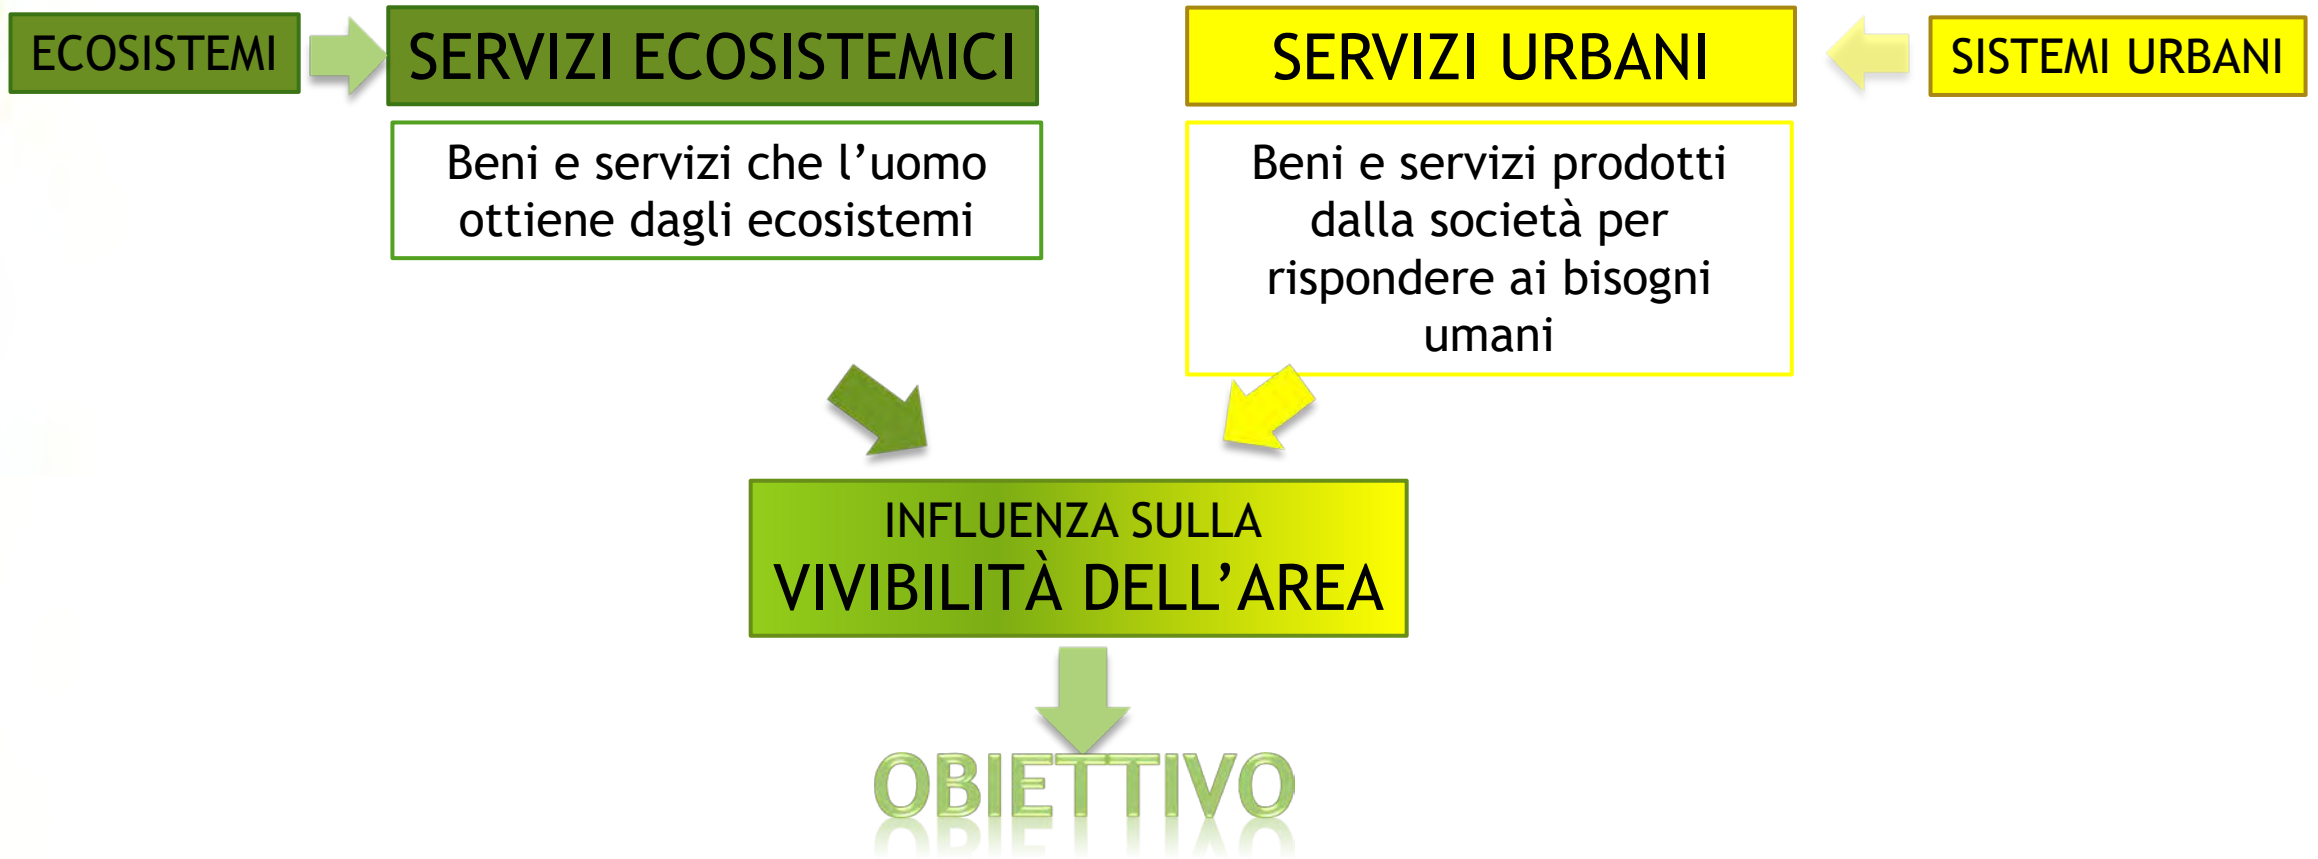 ECOSISTEMI
SERVIZI ECOSISTEMICI
SERVIZI URBANI
SISTEMI URBANI
Beni e servizi che l’uomo
ottiene dagli ecosistemi
Beni e servizi prodotti
dalla società per
rispondere ai bisogni
umani
INFLUENZA SULLA
VIVIBILITÀ DELL’AREA
OBIETTIVO